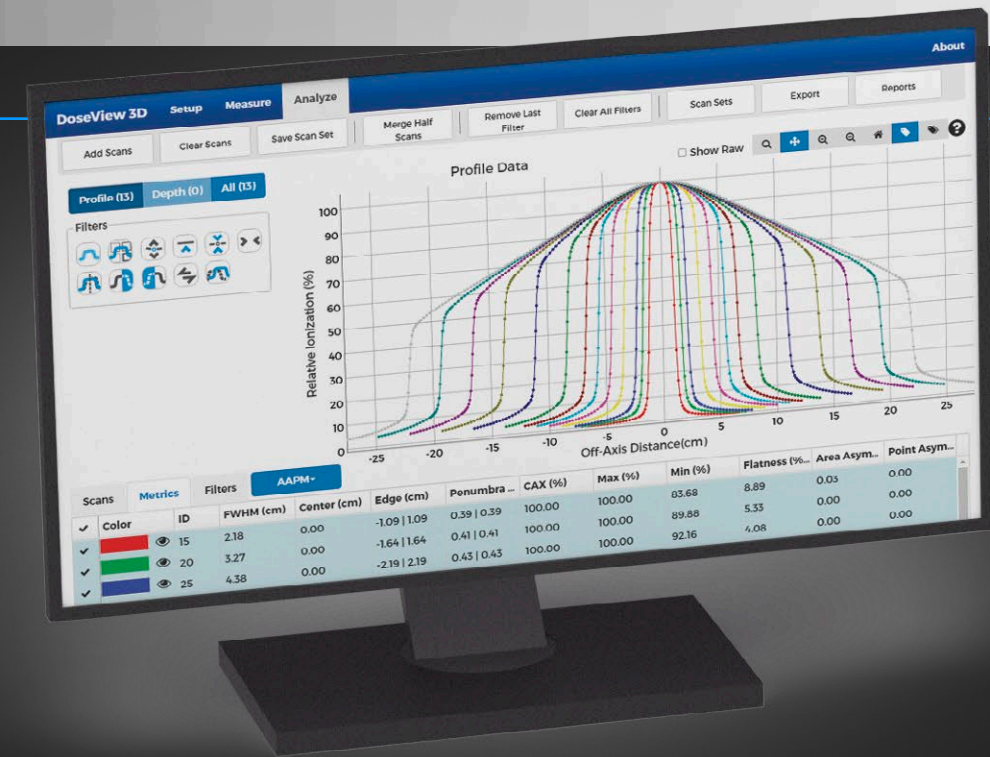 About
DoseView 3D Setup Measure Analyze
Add Scans Clear Scans Save Scan Set Merge Half Scans Remove Last Filter Clear All Filters Scan Sets Export Reports
Show Raw
Profile (13) Depth (0) All (13)
Filters
Profile Data
Relative Ionization (%)
100
90
80
70
60
50
40
30
20
10
0
-25 -20 -15 -10 -5 0 5 10 15 20 25
Off-Axis Distance(cm)
Scans Metrics Filters AAPM
Color ID FWHM (cm) Center (cm) Edge (cm) Penumbra ... CAX (%) Max (%) Min (%) Flatness (%... Area Asym... Point Asym...
15 2.18 0.00 -1.09 | 1.09 0.39 | 0.39 100.00 100.00 83.68 8.89 0.03 0.00
20 3.27 0.00 -1.64 | 1.64 0.41 | 0.41 100.00 100.00 89.88 5.33 0.00 0.00
25 4.38 0.00 -2.19 | 2.19 0.43 | 0.43 100.00 100.00 92.16 4.08 0.00 0.00